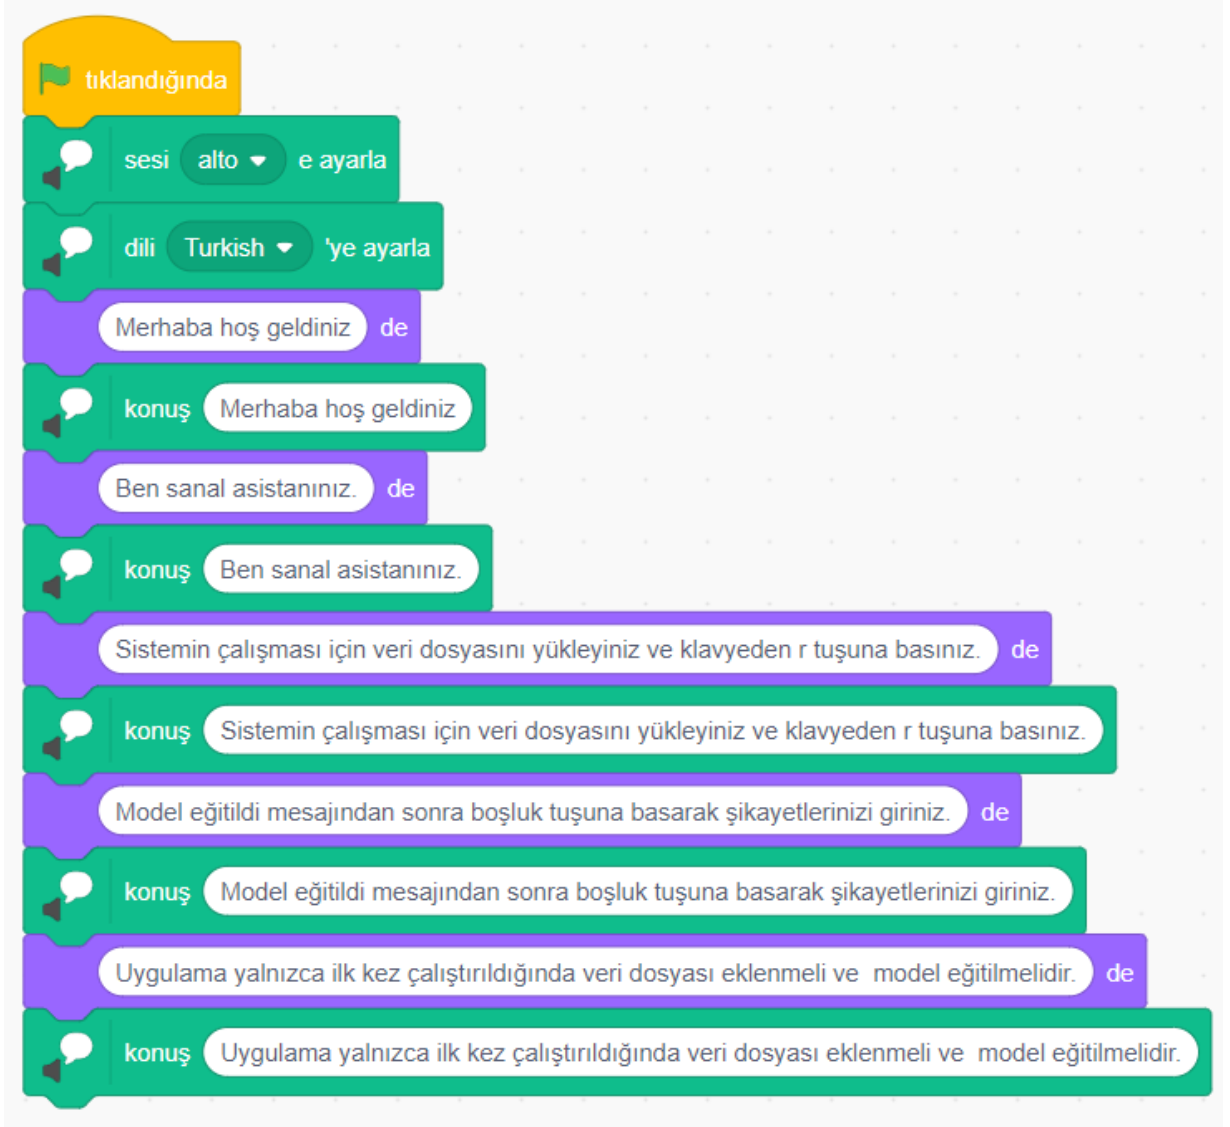 tıklandığında
sesi alto e ayarla
dili Turkish 'ye ayarla
Merhaba hoş geldiniz de
konuş Merhaba hoş geldiniz
Ben sanal asistanınız. de
konuş Ben sanal asistanınız.
Sistemin çalışması için veri dosyasını yükleyiniz ve klavyeden r tuşuna basınız. de
konuş Sistemin çalışması için veri dosyasını yükleyiniz ve klavyeden r tuşuna basınız.
Model eğitildi mesajından sonra boşluk tuşuna basarak şikayetlerinizi giriniz. de
konuş Model eğitildi mesajından sonra boşluk tuşuna basarak şikayetlerinizi giriniz.
Uygulama yalnızca ilk kez çalıştırıldığında veri dosyası eklenmeli ve  model eğitilmelidir. de
konuş Uygulama yalnızca ilk kez çalıştırıldığında veri dosyası eklenmeli ve  model eğitilmelidir.